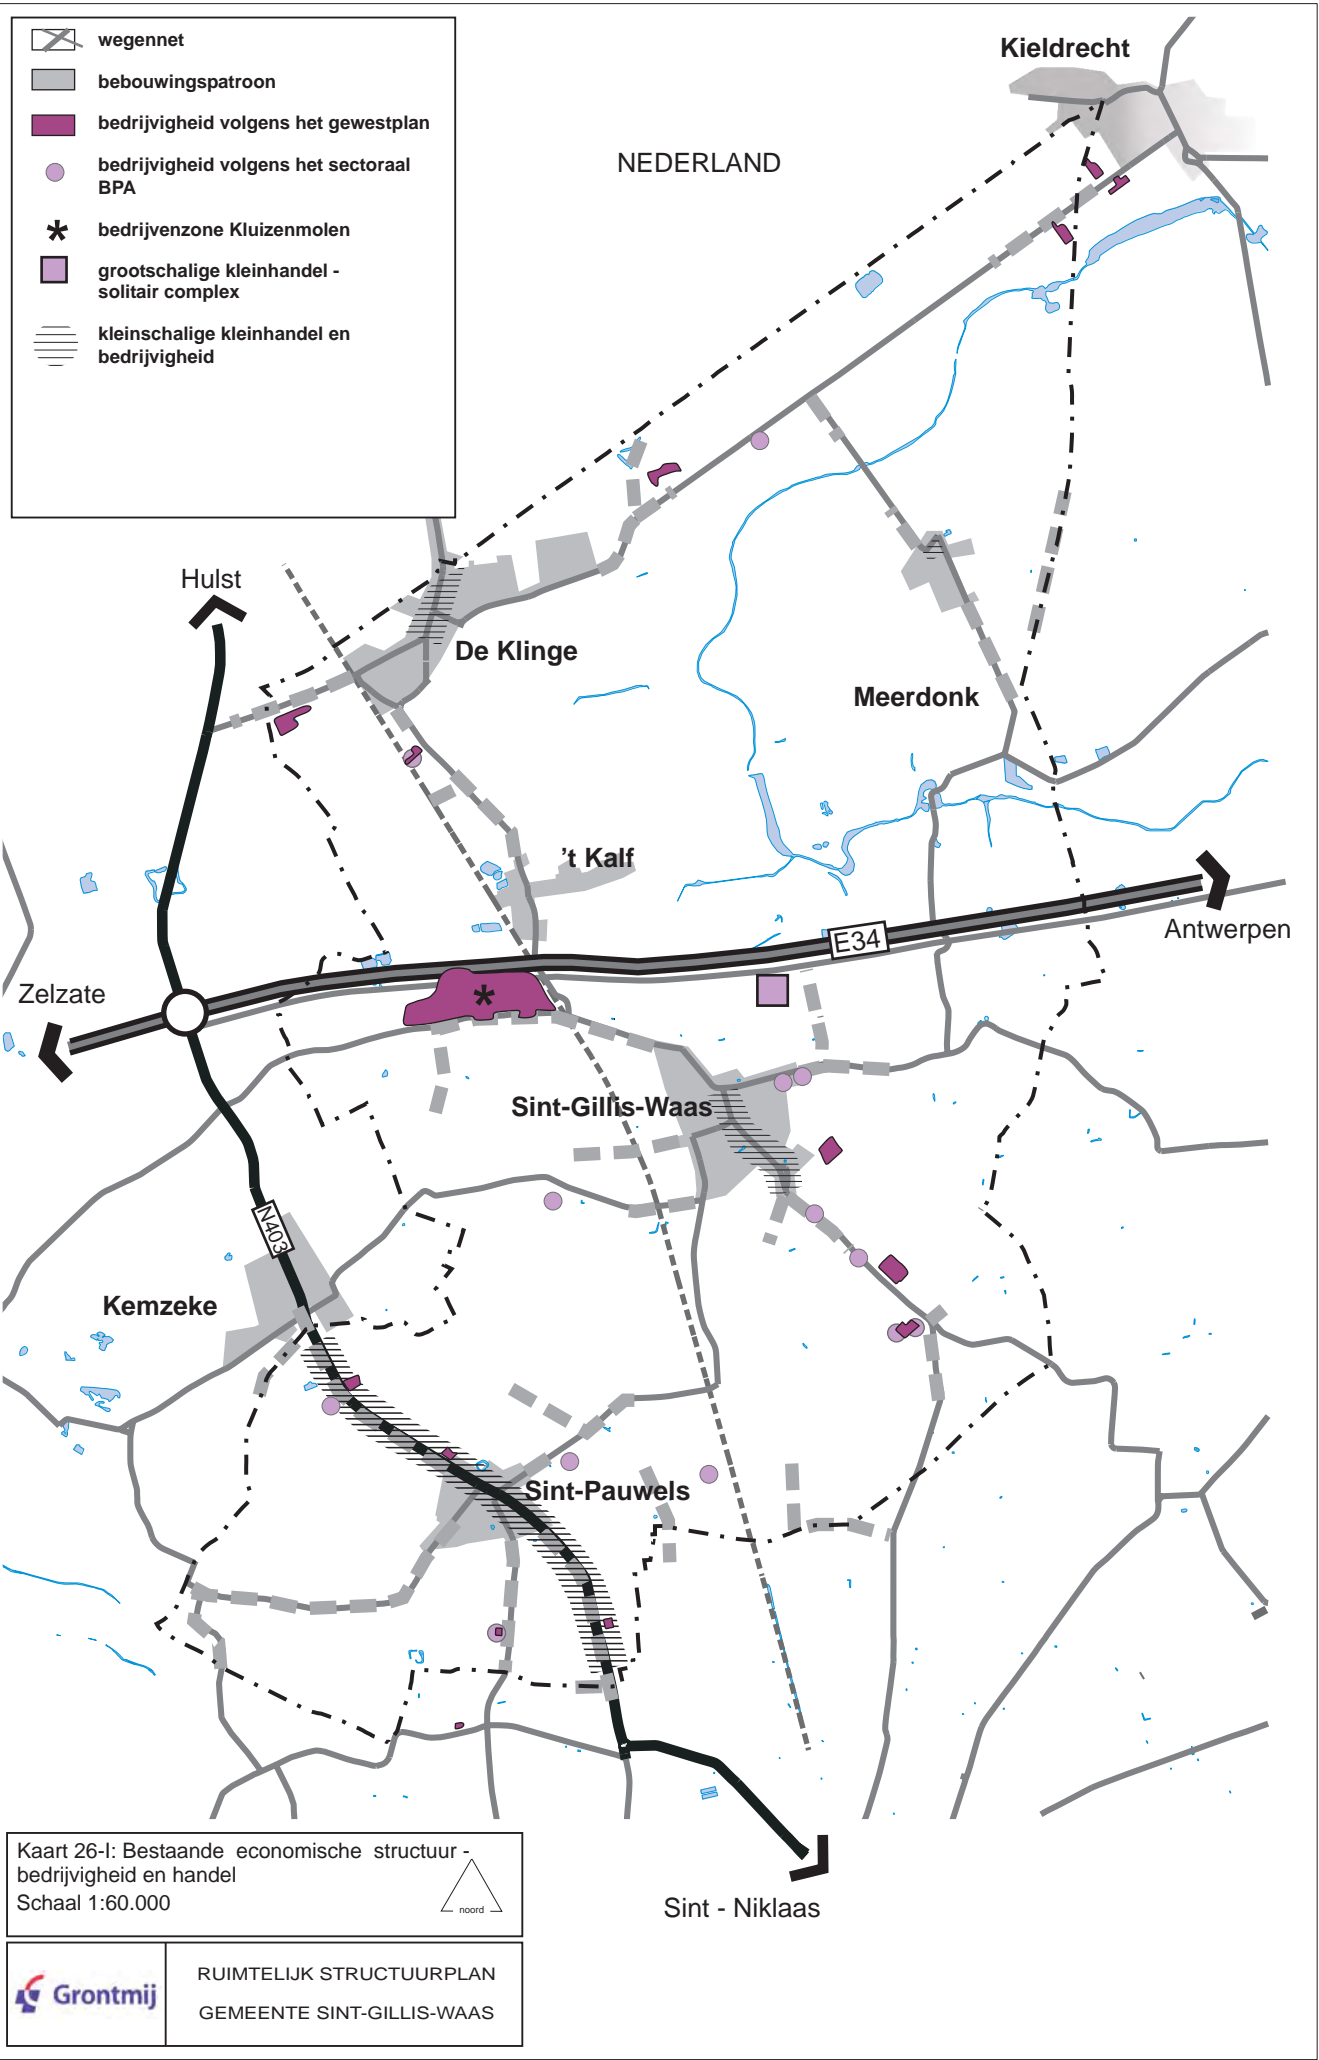 wegennet
bebouwingspatroon
bedrijvigheid volgens het gewestplan
bedrijvigheid volgens het sectoraal
BPA
bedrijvenzone Kluizenmolen
grootschalige kleinhandel -
solitair complex
kleinschalige kleinhandel en
bedrijvigheid
Kieldrecht
NEDERLAND
Hulst
De Klinge
Meerdonk
't Kalf
E34
Antwerpen
Zelzate
Sint-Gillis-Waas
N403
Kemzeke
Sint-Pauwels
Sint - Niklaas
Kaart 26-I: Bestaande economische structuur -
bedrijvigheid en handel
Schaal 1:60.000
noord
Grontmij
RUIMTELIJK STRUCTUURPLAN
GEMEENTE SINT-GILLIS-WAAS